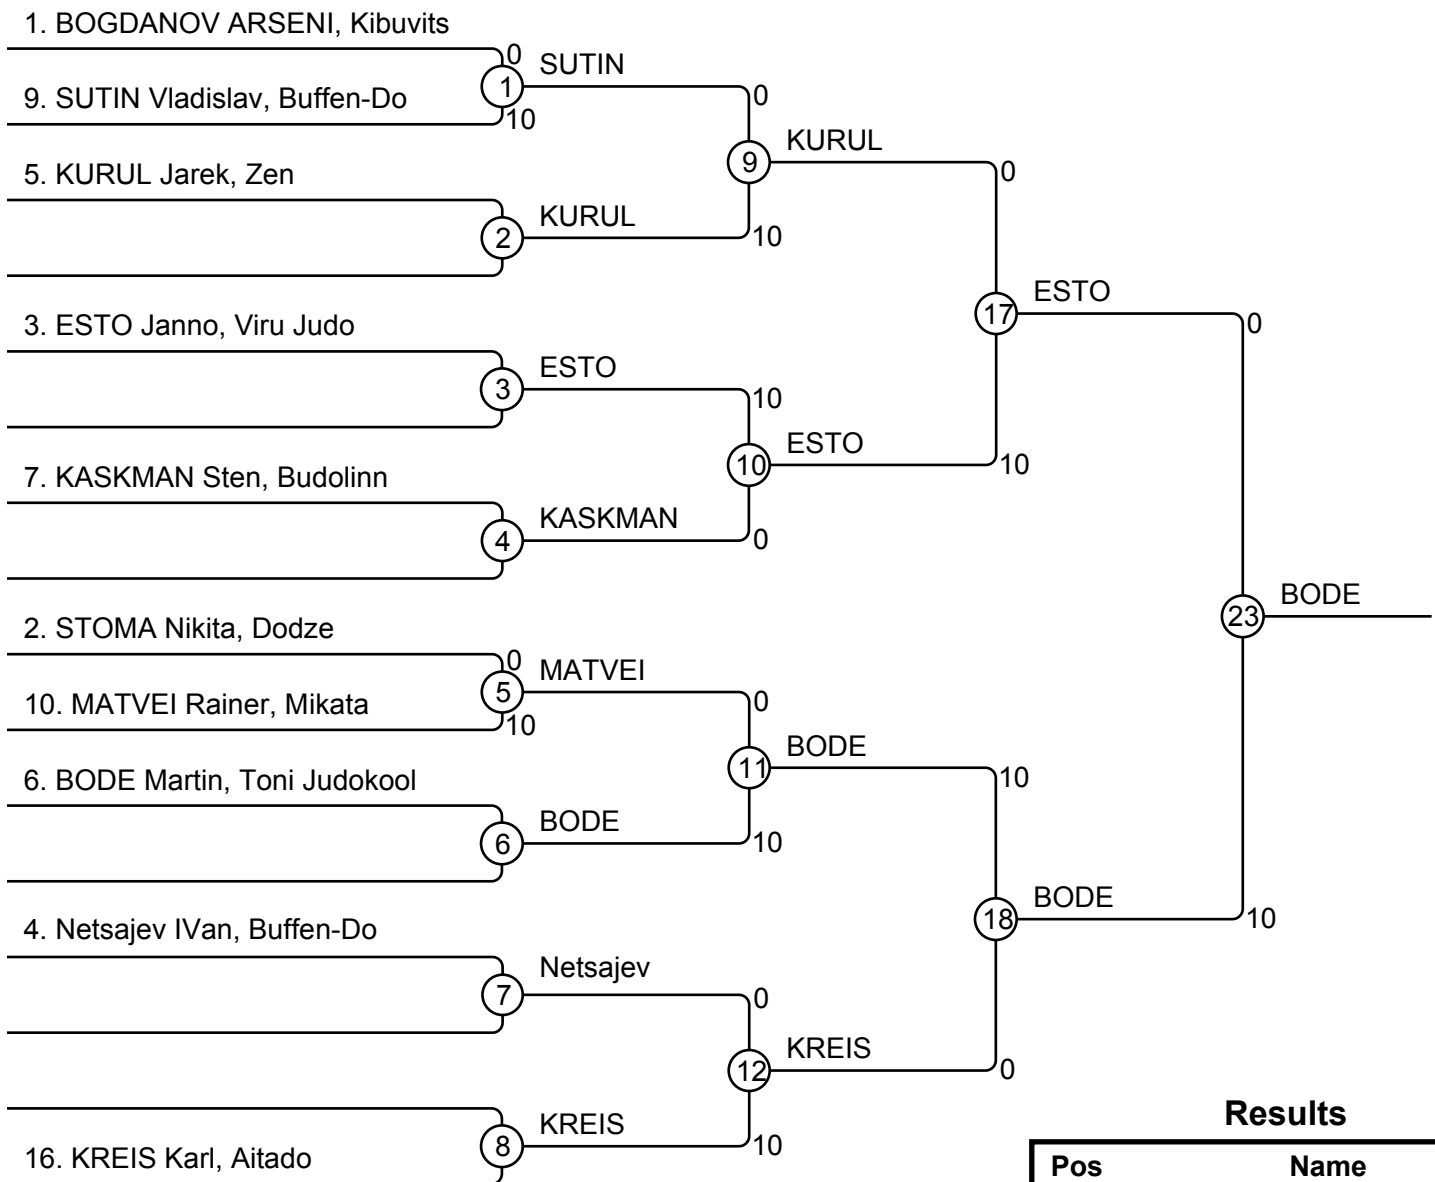 1. BOGDANOV ARSENI, Kibuvits
0
SUTIN
1
9. SUTIN Vladislav, Buffen-Do
10
0
KURUL
9
5. KURUL Jarek, Zen
0
KURUL
2
10
ESTO
17
3. ESTO Janno, Viru Judo
0
ESTO
3
10
ESTO
10
10
7. KASKMAN Sten, Budolinn
KASKMAN
4
0
BODE
23
2. STOMA Nikita, Dodze
0
MATVEI
5
10. MATVEI Rainer, Mikata
10
0
BODE
11
6. BODE Martin, Toni Judokool
10
BODE
6
10
BODE
18
10
4. Netsajev IVan, Buffen-Do
Netsajev
7
0
KREIS
12
0
KREIS
8
10
16. KREIS Karl, Aitado
Results
Pos Name